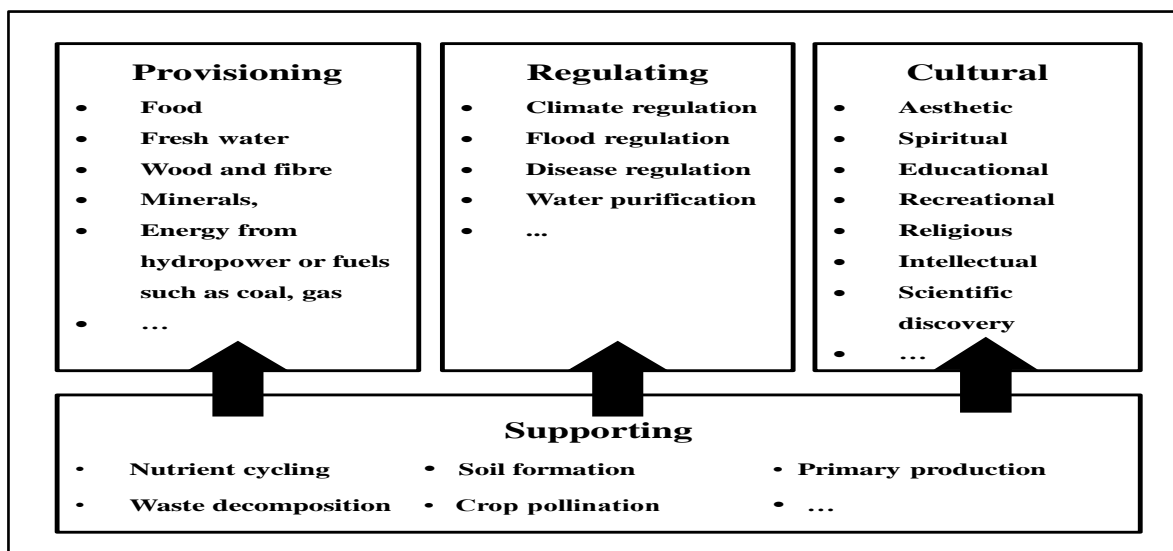 Provisioning
• Food
• Fresh water
• Wood and fibre
• Minerals,
• Energy from
hydropower or fuels
such as coal, gas
• …
Regulating
• Climate regulation
• Flood regulation
• Disease regulation
• Water purification
• ...
Cultural
• Aesthetic
• Spiritual
• Educational
• Recreational
• Religious
• Intellectual
• Scientific
discovery
• …
Supporting
• Nutrient cycling
• Soil formation
• Primary production
• Waste decomposition
• Crop pollination
• …